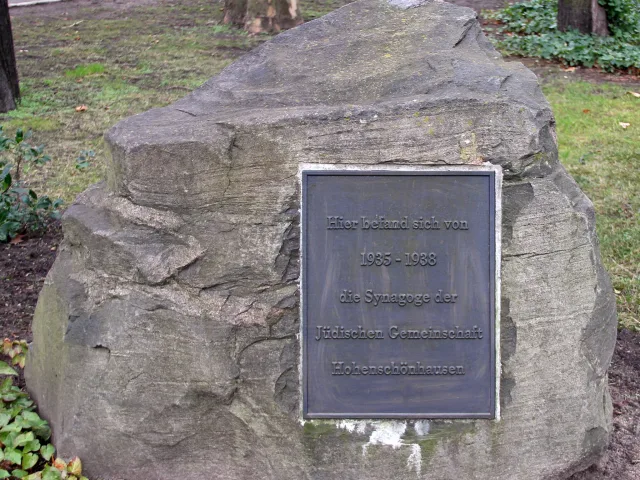 Hier befand sich von
1935 - 1938
die Synagoge der
Jüdischen Gemeinschaft
Hohenschönhausen